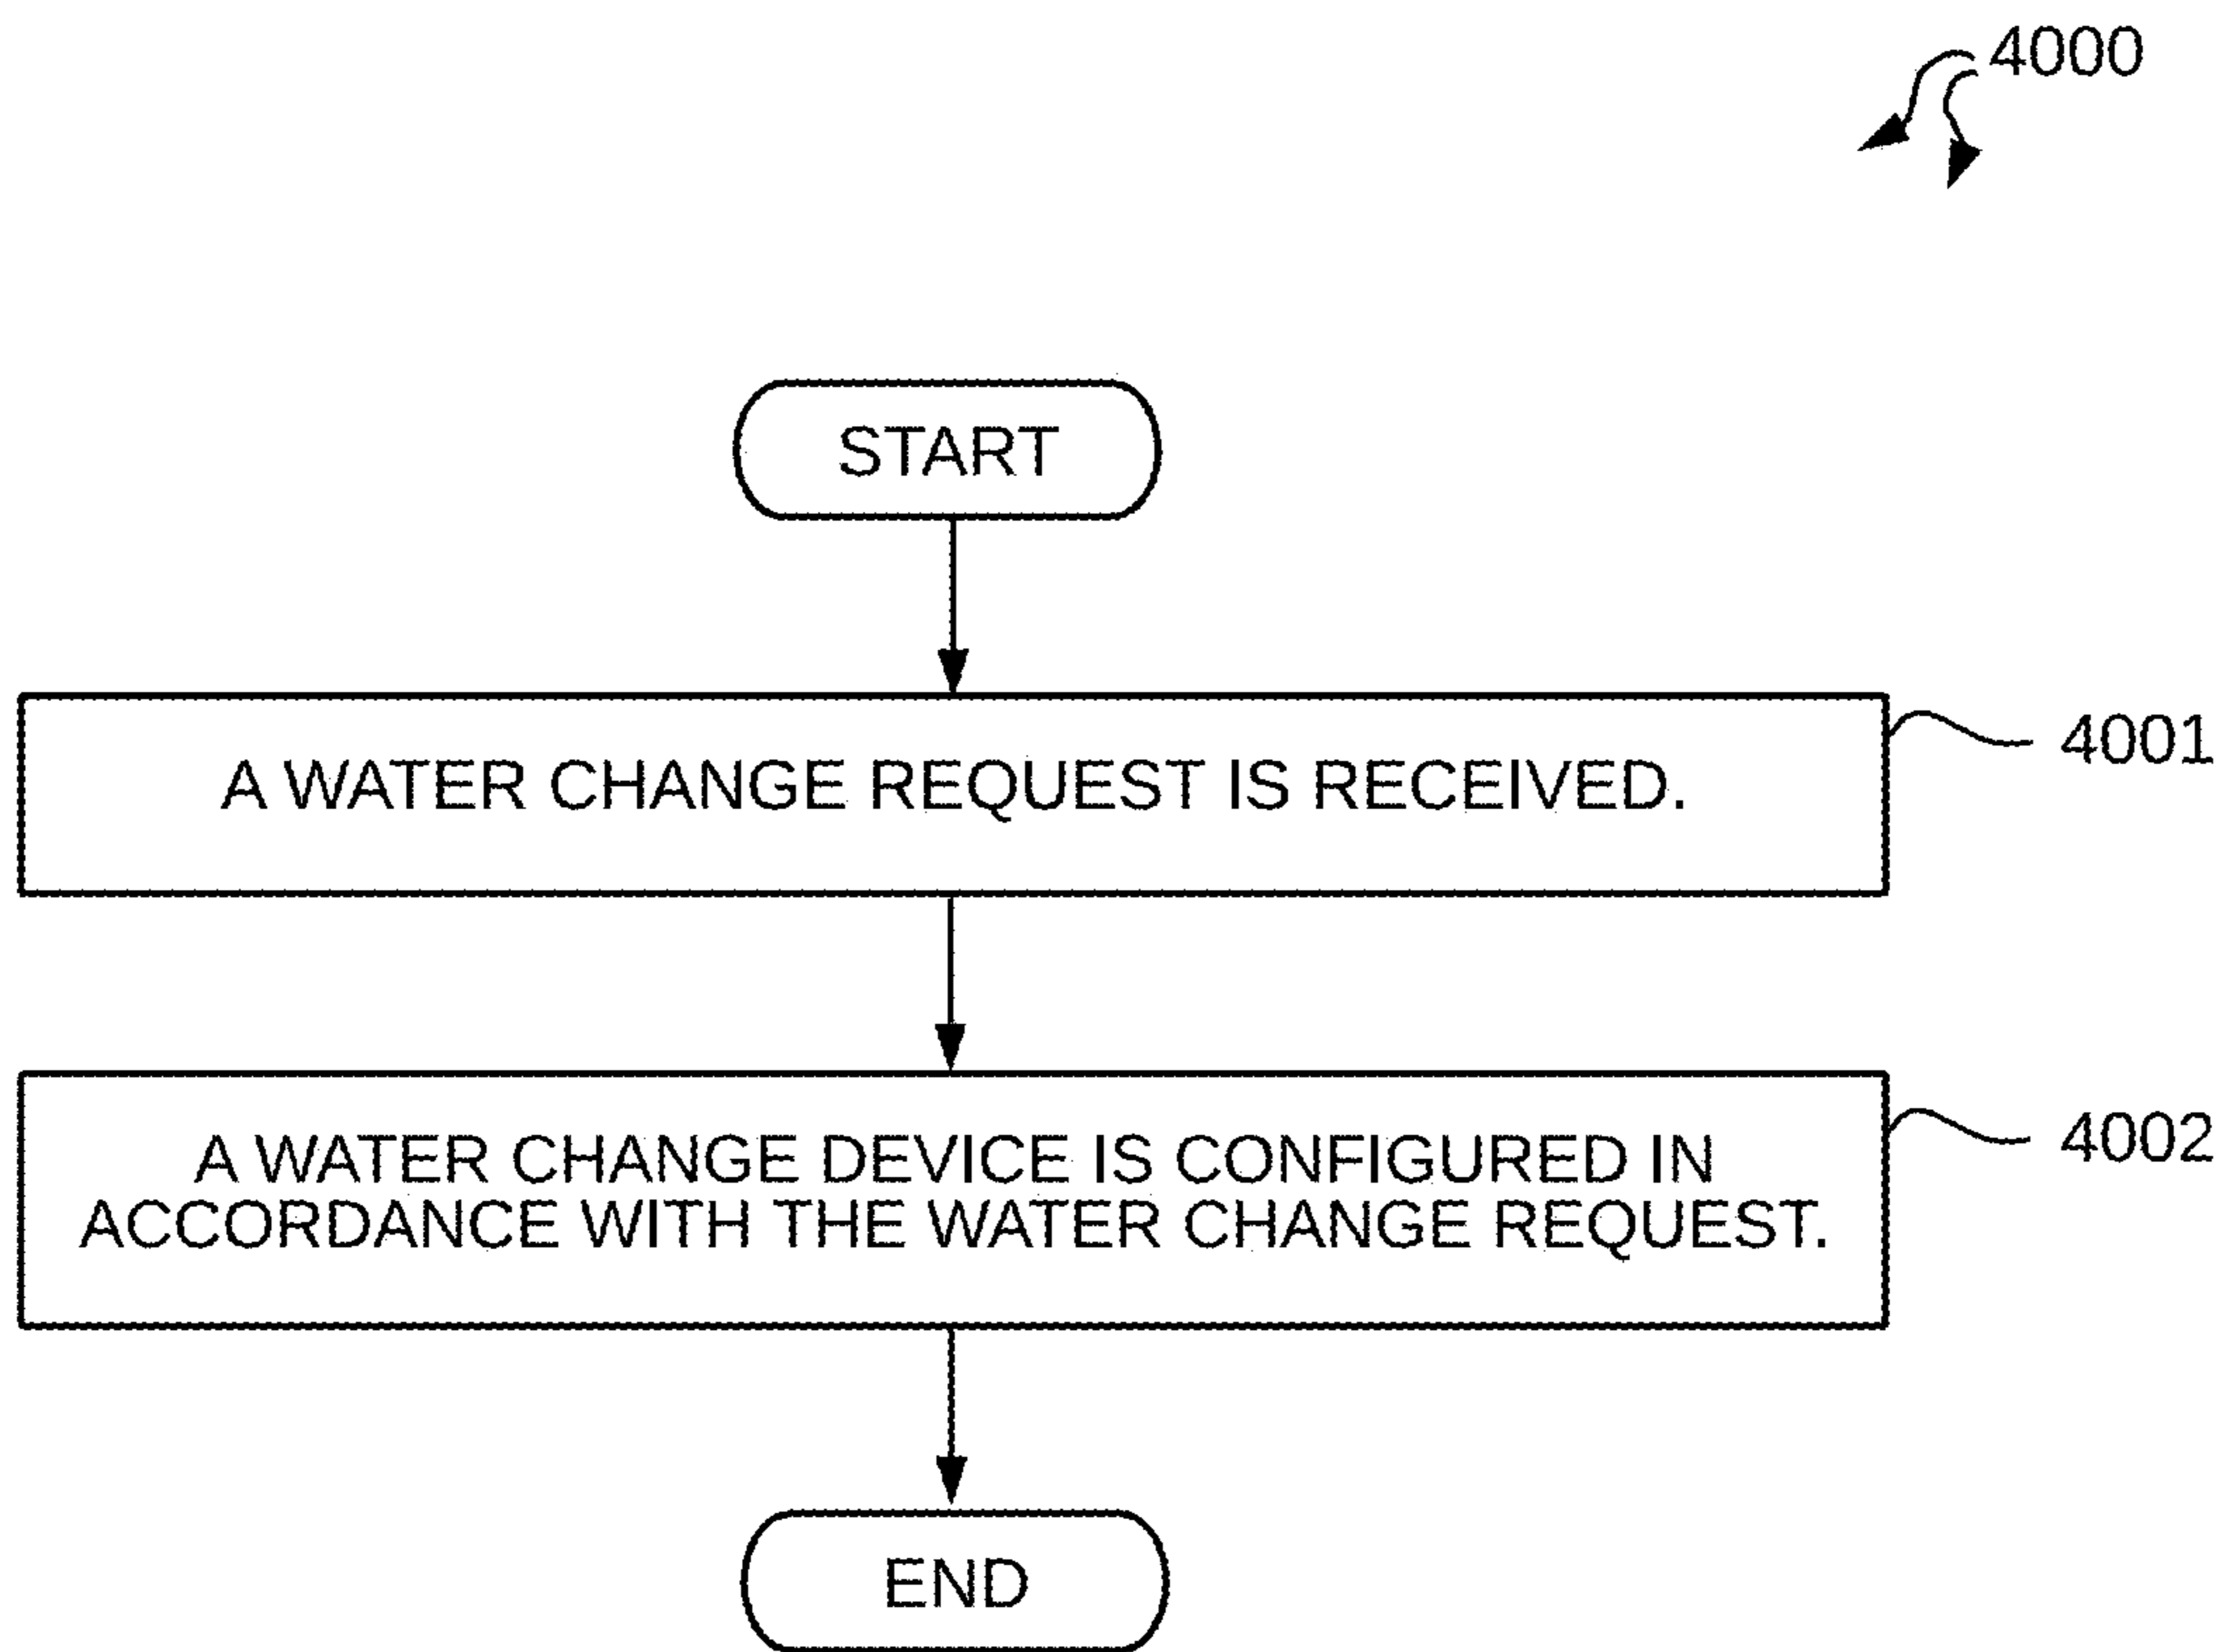 4000
START
A WATER CHANGE REQUEST IS RECEIVED.
4001
A WATER CHANGE DEVICE IS CONFIGURED IN
ACCORDANCE WITH THE WATER CHANGE REQUEST.
4002
END